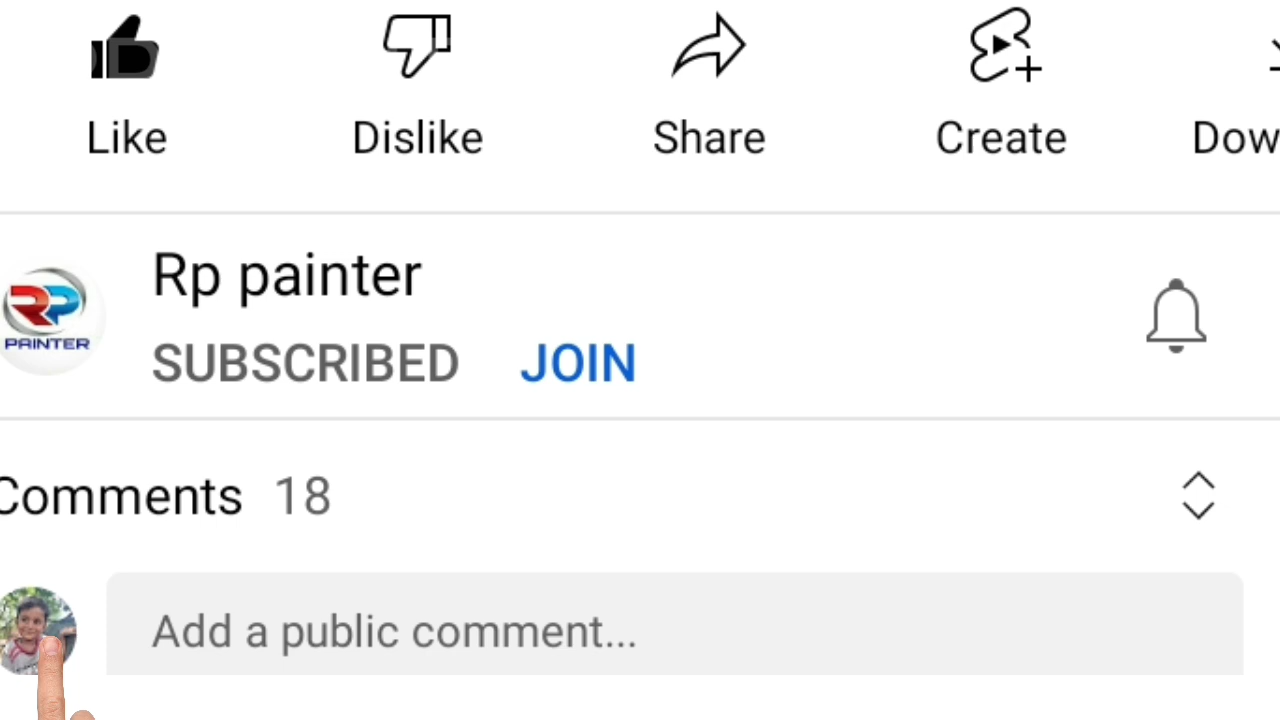 Like Dislike Share Create Dow
Rp painter
RP
PAINTER
SUBSCRIBED JOIN
Comments 18
Add a public comment...